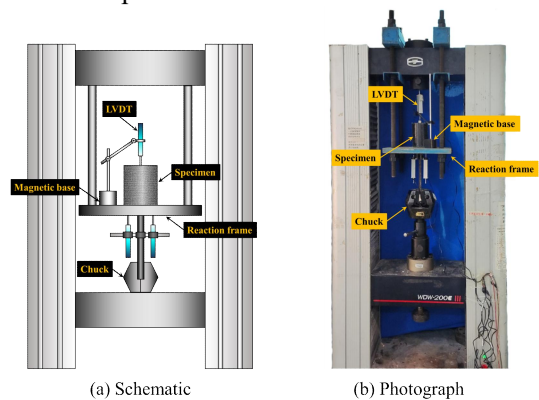 LVDT
Specimen
Magnetic base
Reaction frame
Chuck
LVDT
Magnetic base
Specimen
Reaction frame
Chuck
WDW-200E III
(a) Schematic
(b) Photograph